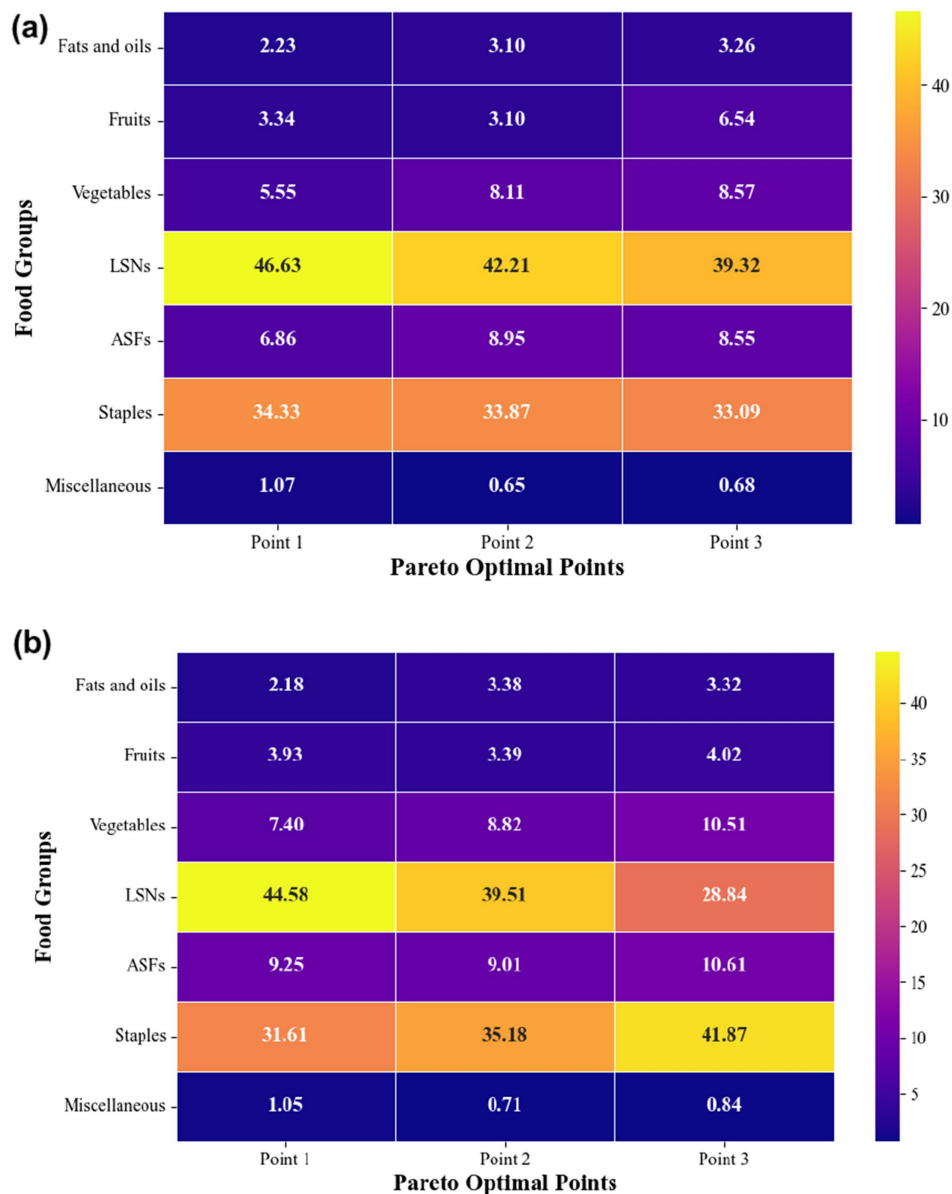 (a)
Food Groups
Fats and oils 2.23 3.10 3.26
Fruits 3.34 3.10 6.54
Vegetables 5.55 8.11 8.57
LSNs 46.63 42.21 39.32
ASFs 6.86 8.95 8.55
Staples 34.33 33.87 33.09
Miscellaneous 1.07 0.65 0.68
Point 1 Point 2 Point 3
Pareto Optimal Points
40
30
20
10
(b)
Food Groups
Fats and oils 2.18 3.38 3.32
Fruits 3.93 3.39 4.02
Vegetables 7.40 8.82 10.51
LSNs 44.58 39.51 28.84
ASFs 9.25 9.01 10.61
Staples 31.61 35.18 41.87
Miscellaneous 1.05 0.71 0.84
Point 1 Point 2 Point 3
Pareto Optimal Points
40
35
30
25
20
15
10
5